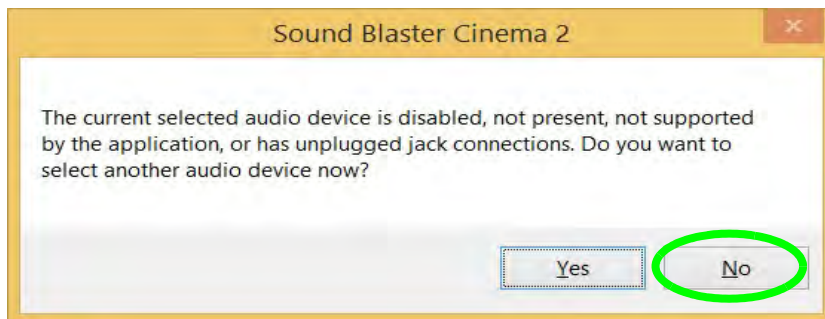 Sound Blaster Cinema 2
The current selected audio device is disabled, not present, not supported
by the application, or has unplugged jack connections. Do you want to
select another audio device now?
Yes
No